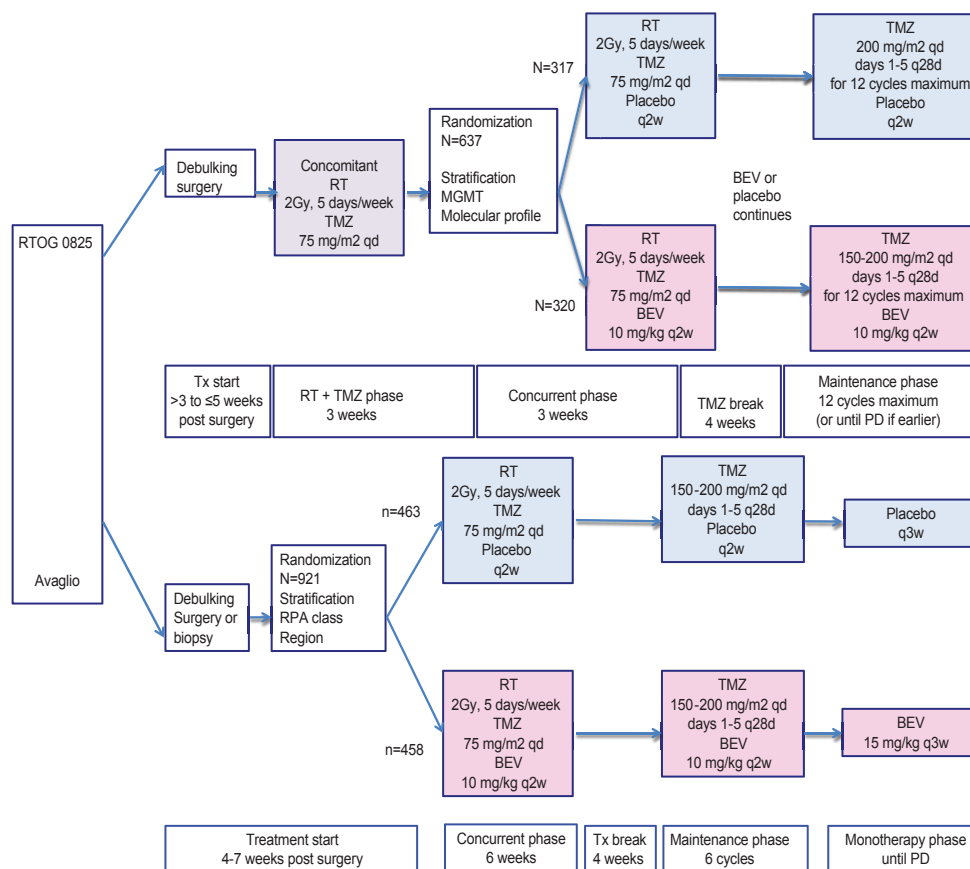 RTOG 0825
Avaglio
Debulking
surgery
Concomitant
RT
2Gy, 5 days/week
TMZ
75 mg/m2 qd
Randomization
N=637
Stratification
MGMT
Molecular profile
N=317
RT
2Gy, 5 days/week
TMZ
75 mg/m2 qd
Placebo
q2w
TMZ
200 mg/m2 qd
days 1-5 q28d
for 12 cycles maximum
Placebo
q2w
BEV or
placebo
continues
N=320
RT
2Gy, 5 days/week
TMZ
75 mg/m2 qd
BEV
10 mg/kg q2w
TMZ
150-200 mg/m2 qd
days 1-5 q28d
for 12 cycles maximum
BEV
10 mg/kg q2w
Tx start
>3 to ≤5 weeks
post surgery
RT + TMZ phase
3 weeks
Concurrent phase
3 weeks
TMZ break
4 weeks
Maintenance phase
12 cycles maximum
(or until PD if earlier)
Debulking
Surgery or
biopsy
Randomization
N=921
Stratification
RPA class
Region
n=463
RT
2Gy, 5 days/week
TMZ
75 mg/m2 qd
Placebo
q2w
TMZ
150-200 mg/m2 qd
days 1-5 q28d
Placebo
q2w
Placebo
q3w
n=458
RT
2Gy, 5 days/week
TMZ
75 mg/m2 qd
BEV
10 mg/kg q2w
TMZ
150-200 mg/m2 qd
days 1-5 q28d
BEV
10 mg/kg q2w
BEV
15 mg/kg q3w
Treatment start
4-7 weeks post surgery
Concurrent phase
6 weeks
Tx break
4 weeks
Maintenance phase
6 cycles
Monotherapy phase
until PD